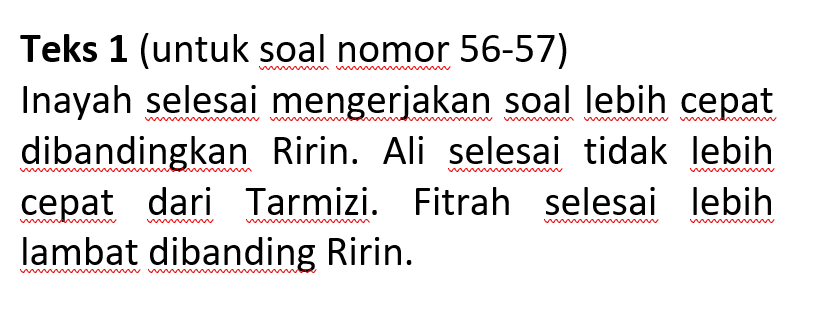 Teks 1 (untuk soal nomor 56-57)
Inayah selesai mengerjakan soal lebih cepat
dibandingkan Ririn. Ali selesai tidak lebih
cepat dari Tarmizi. Fitrah selesai lebih
lambat dibanding Ririn.